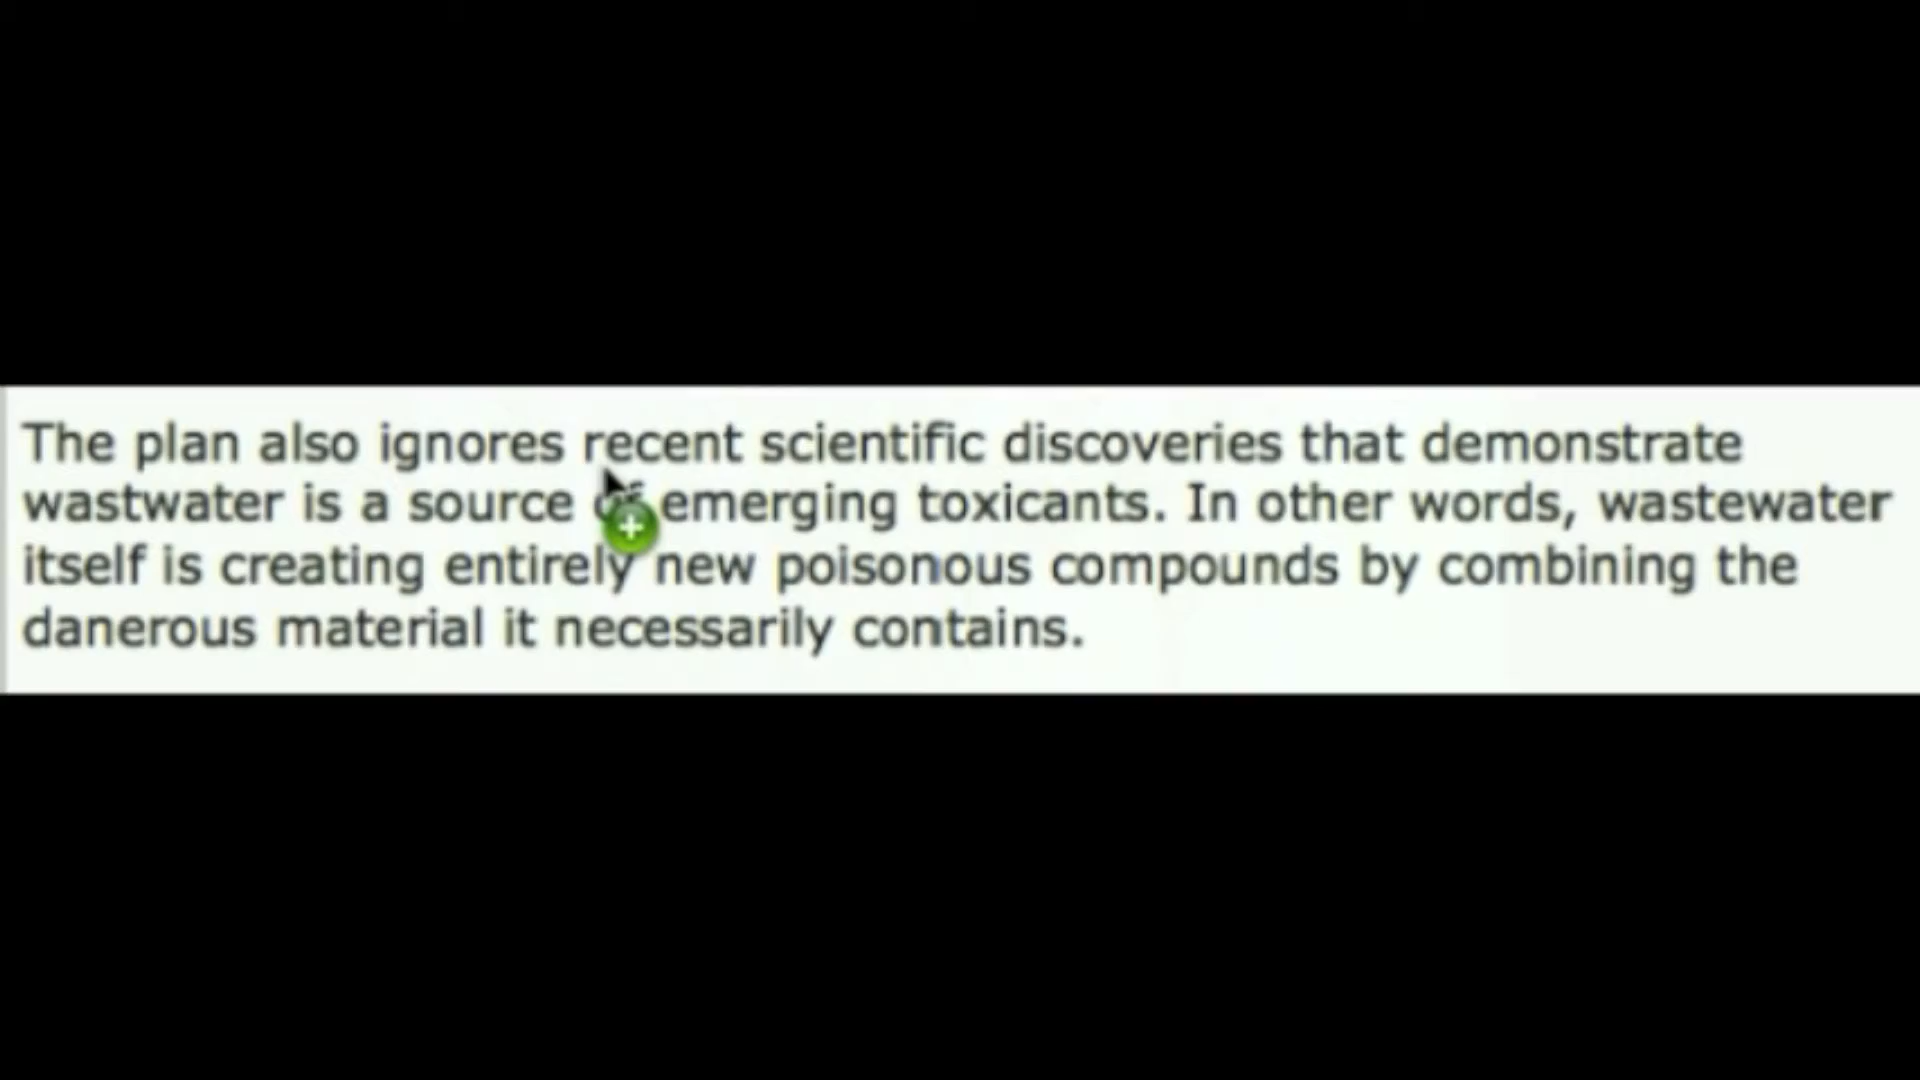 The plan also ignores recent scientific discoveries that demonstrate
wastwater is a source of emerging toxicants. In other words, wastewater
itself is creating entirely new poisonous compounds by combining the
danerous material it necessarily contains.